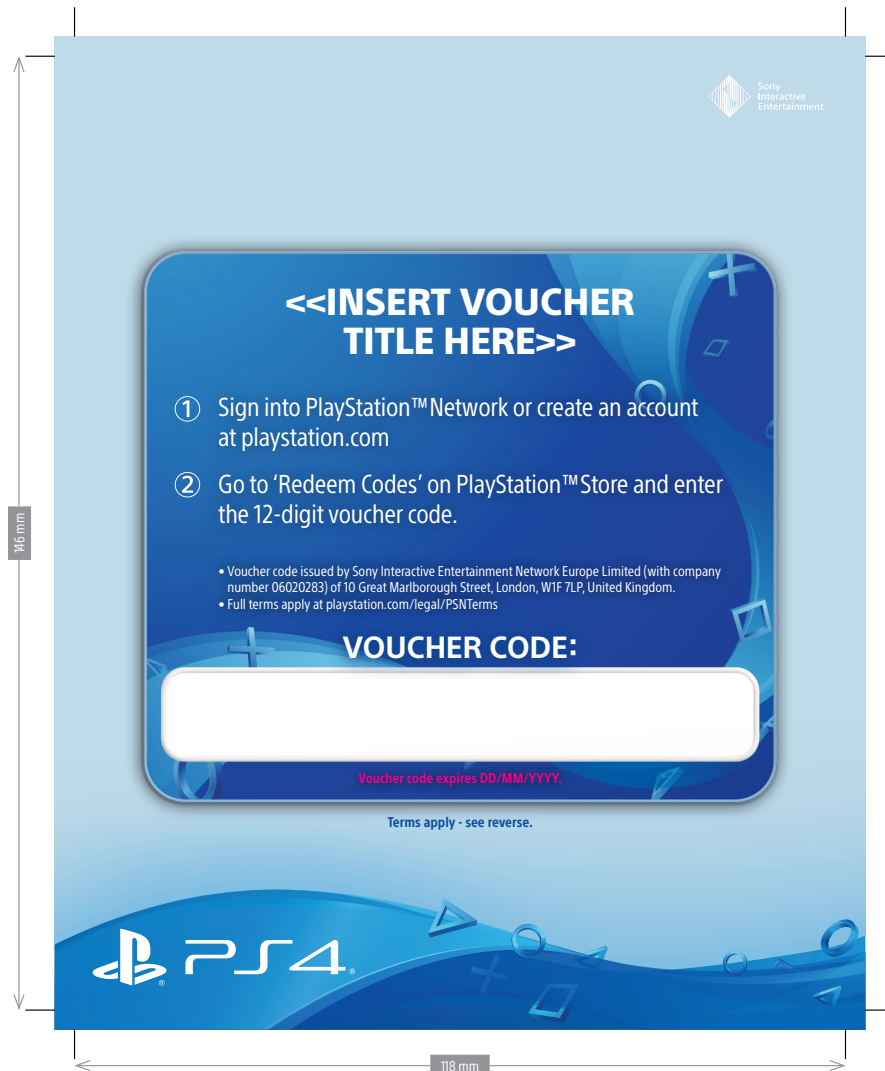 Sony
Interactive
Entertainment
<<INSERT VOUCHER
TITLE HERE>>
① Sign into PlayStation™Network or create an account
at playstation.com
② Go to ‘Redeem Codes’ on PlayStation™Store and enter
the 12-digit voucher code.
• Voucher code issued by Sony Interactive Entertainment Network Europe Limited (with company
number 06020283) of 10 Great Marlborough Street, London, W1F 7LP, United Kingdom.
• Full terms apply at playstation.com/legal/PSNTerms
146 mm
VOUCHER CODE:
Voucher code expires DD/MM/YYYY.
Terms apply - see reverse.
PS4®
118 mm